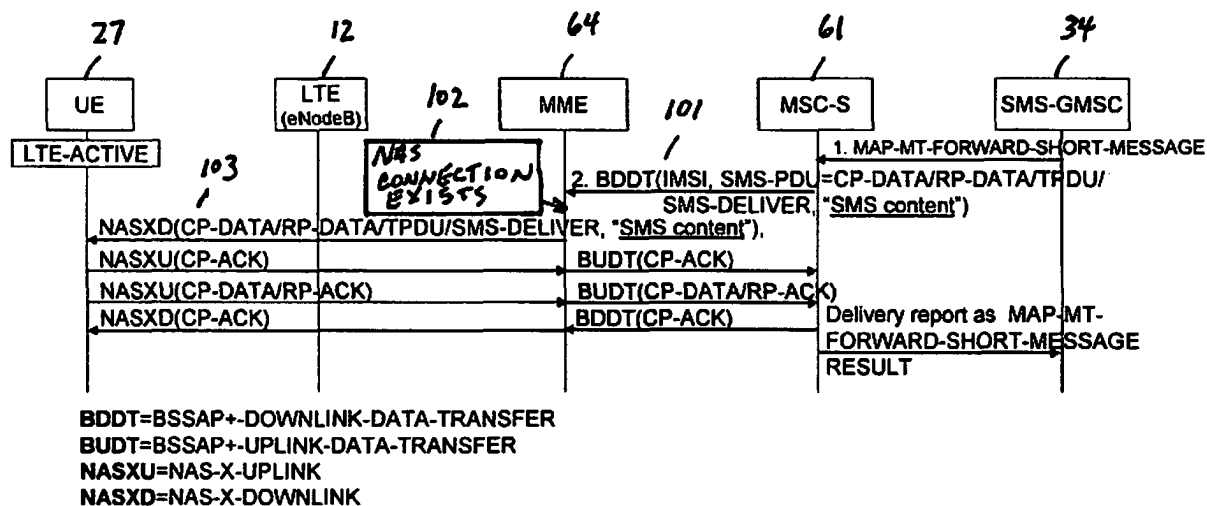 27
12
64
61
34
UE
LTE
(eNodeB)
MME
MSC-S
SMS-GMSC
LTE-ACTIVE
102
NAS
CONNECTION
EXISTS
101
1. MAP-MT-FORWARD-SHORT-MESSAGE
103
2. BDDT(IMSI, SMS-PDU=CP-DATA/RP-DATA/TPDU/
SMS-DELIVER, "SMS content")
NASXD(CP-DATA/RP-DATA/TPDU/SMS-DELIVER, "SMS content"),
NASXU(CP-ACK)
BUDT(CP-ACK)
NASXU(CP-DATA/RP-ACK)
BUDT(CP-DATA/RP-ACK)
NASXD(CP-ACK)
BDDT(CP-ACK)
Delivery report as MAP-MT-
FORWARD-SHORT-MESSAGE
RESULT
BDDT=BSSAP+-DOWNLINK-DATA-TRANSFER
BUDT=BSSAP+-UPLINK-DATA-TRANSFER
NASXU=NAS-X-UPLINK
NASXD=NAS-X-DOWNLINK